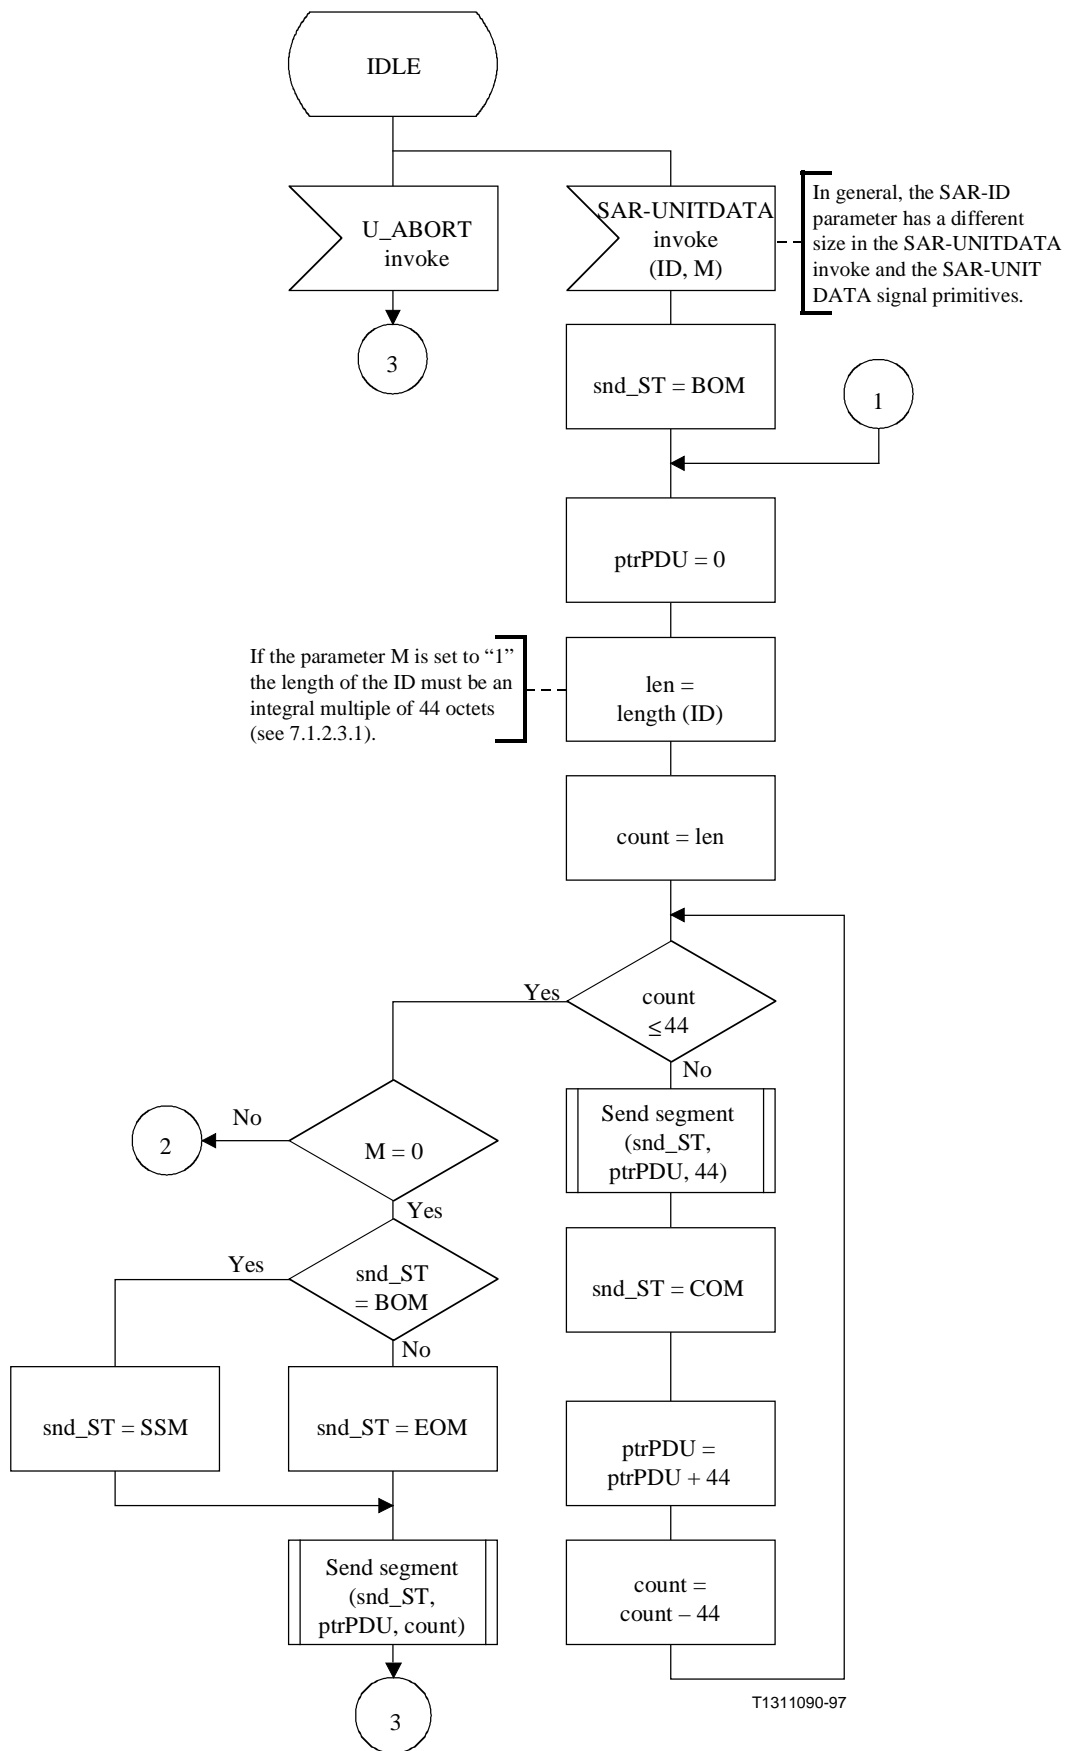 IDLE
U_ABORT
invoke
SAR-UNITDATA
invoke
(ID, M)
In general, the SAR-ID
parameter has a different
size in the SAR-UNITDATA
invoke and the SAR-UNIT
DATA signal primitives.
3
snd_ST = BOM
1
ptrPDU = 0
If the parameter M is set to “1”
the length of the ID must be an
integral multiple of 44 octets
(see 7.1.2.3.1).
len =
length (ID)
count = len
Yes
count
≤ 44
No
No
2
M = 0
Send segment
(snd_ST,
ptrPDU, 44)
Yes
Yes
snd_ST
= BOM
snd_ST = COM
No
snd_ST = SSM
snd_ST = EOM
ptrPDU =
ptrPDU + 44
Send segment
(snd_ST,
ptrPDU, count)
count =
count – 44
3
T1311090-97